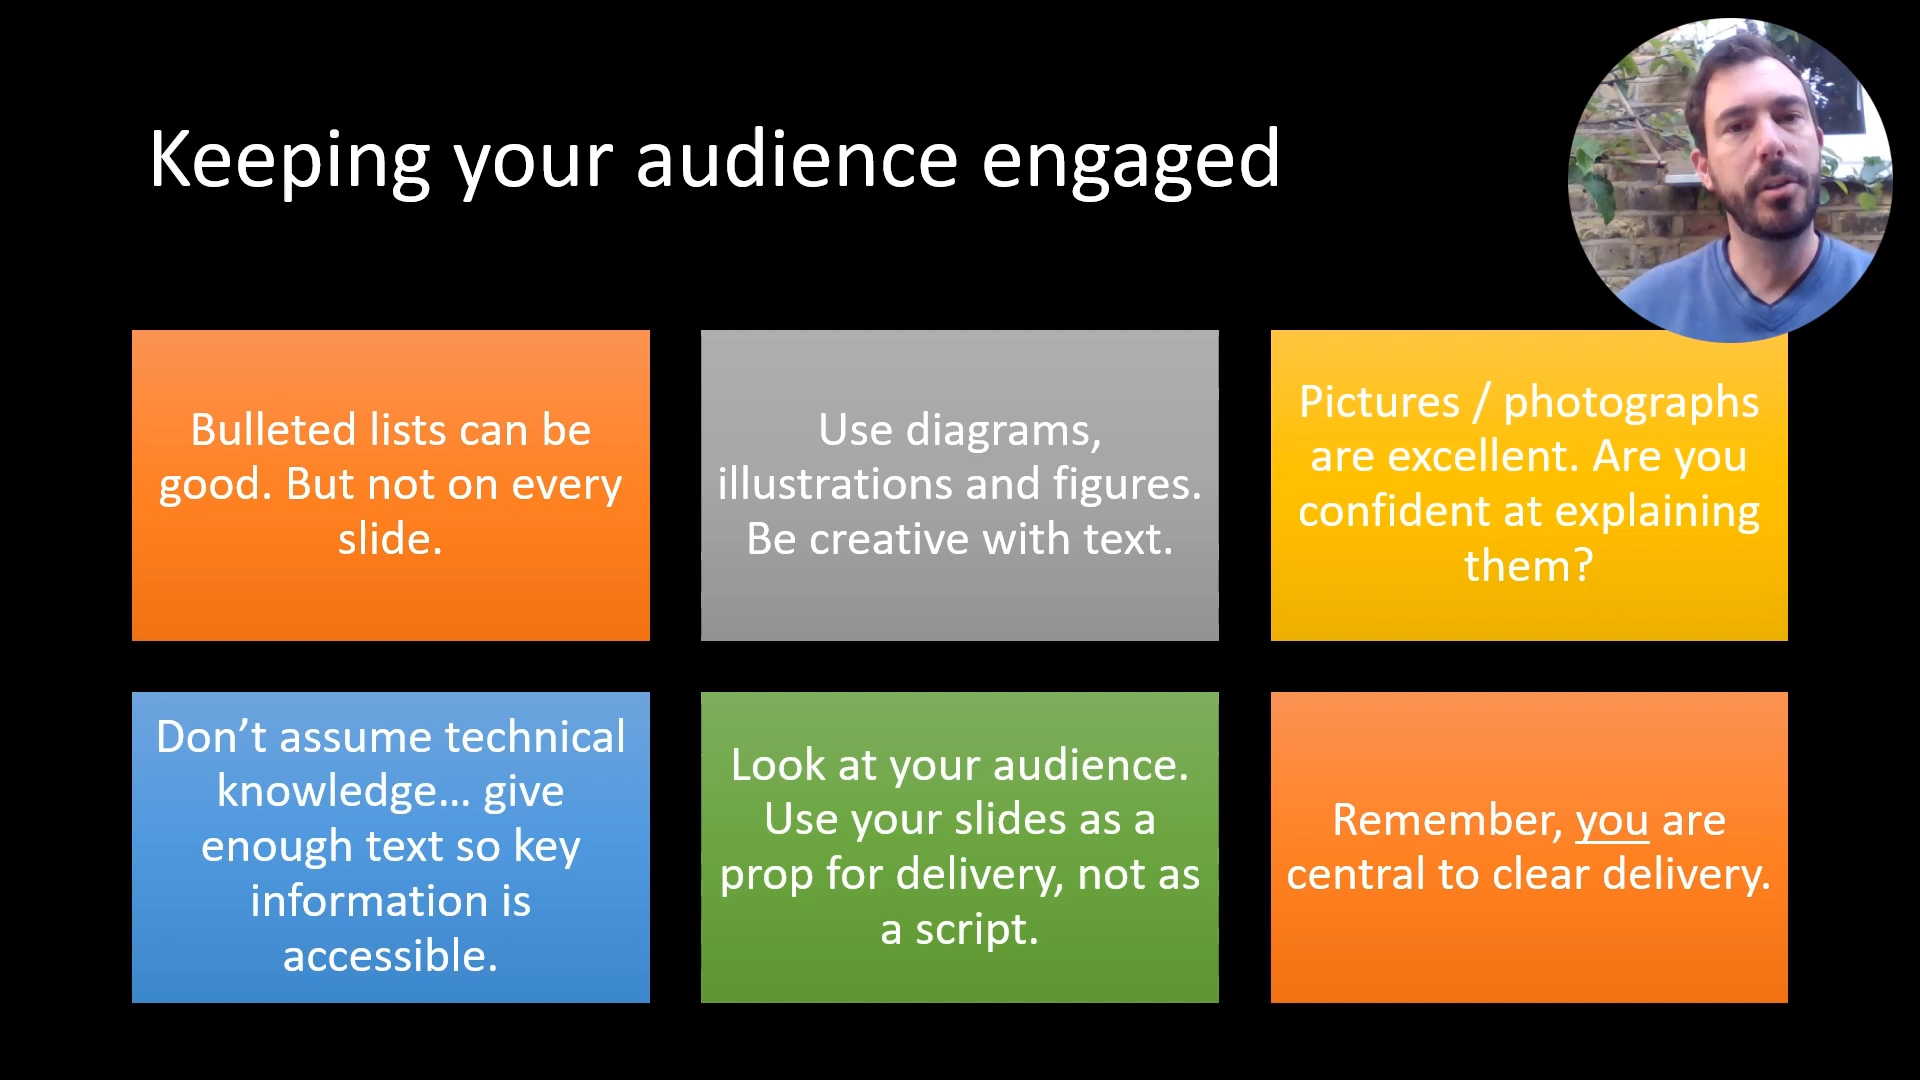 Keeping your audience engaged
Bulleted lists can be
good. But not on every
slide.
Use diagrams,
illustrations and figures.
Be creative with text.
Pictures / photographs
are excellent. Are you
confident at explaining
them?
Don’t assume technical
knowledge… give
enough text so key
information is
accessible.
Look at your audience.
Use your slides as a
prop for delivery, not as
a script.
Remember, you are
central to clear delivery.